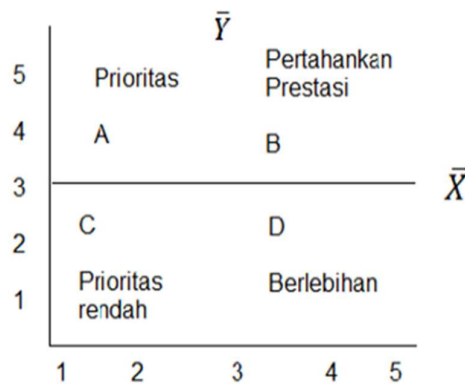 Ȳ
5
Prioritas
Pertahankan
Prestasi
4
A
B
3
X̄
C
D
2
Prioritas
rendah
Berlebihan
1
1 2 3 4 5